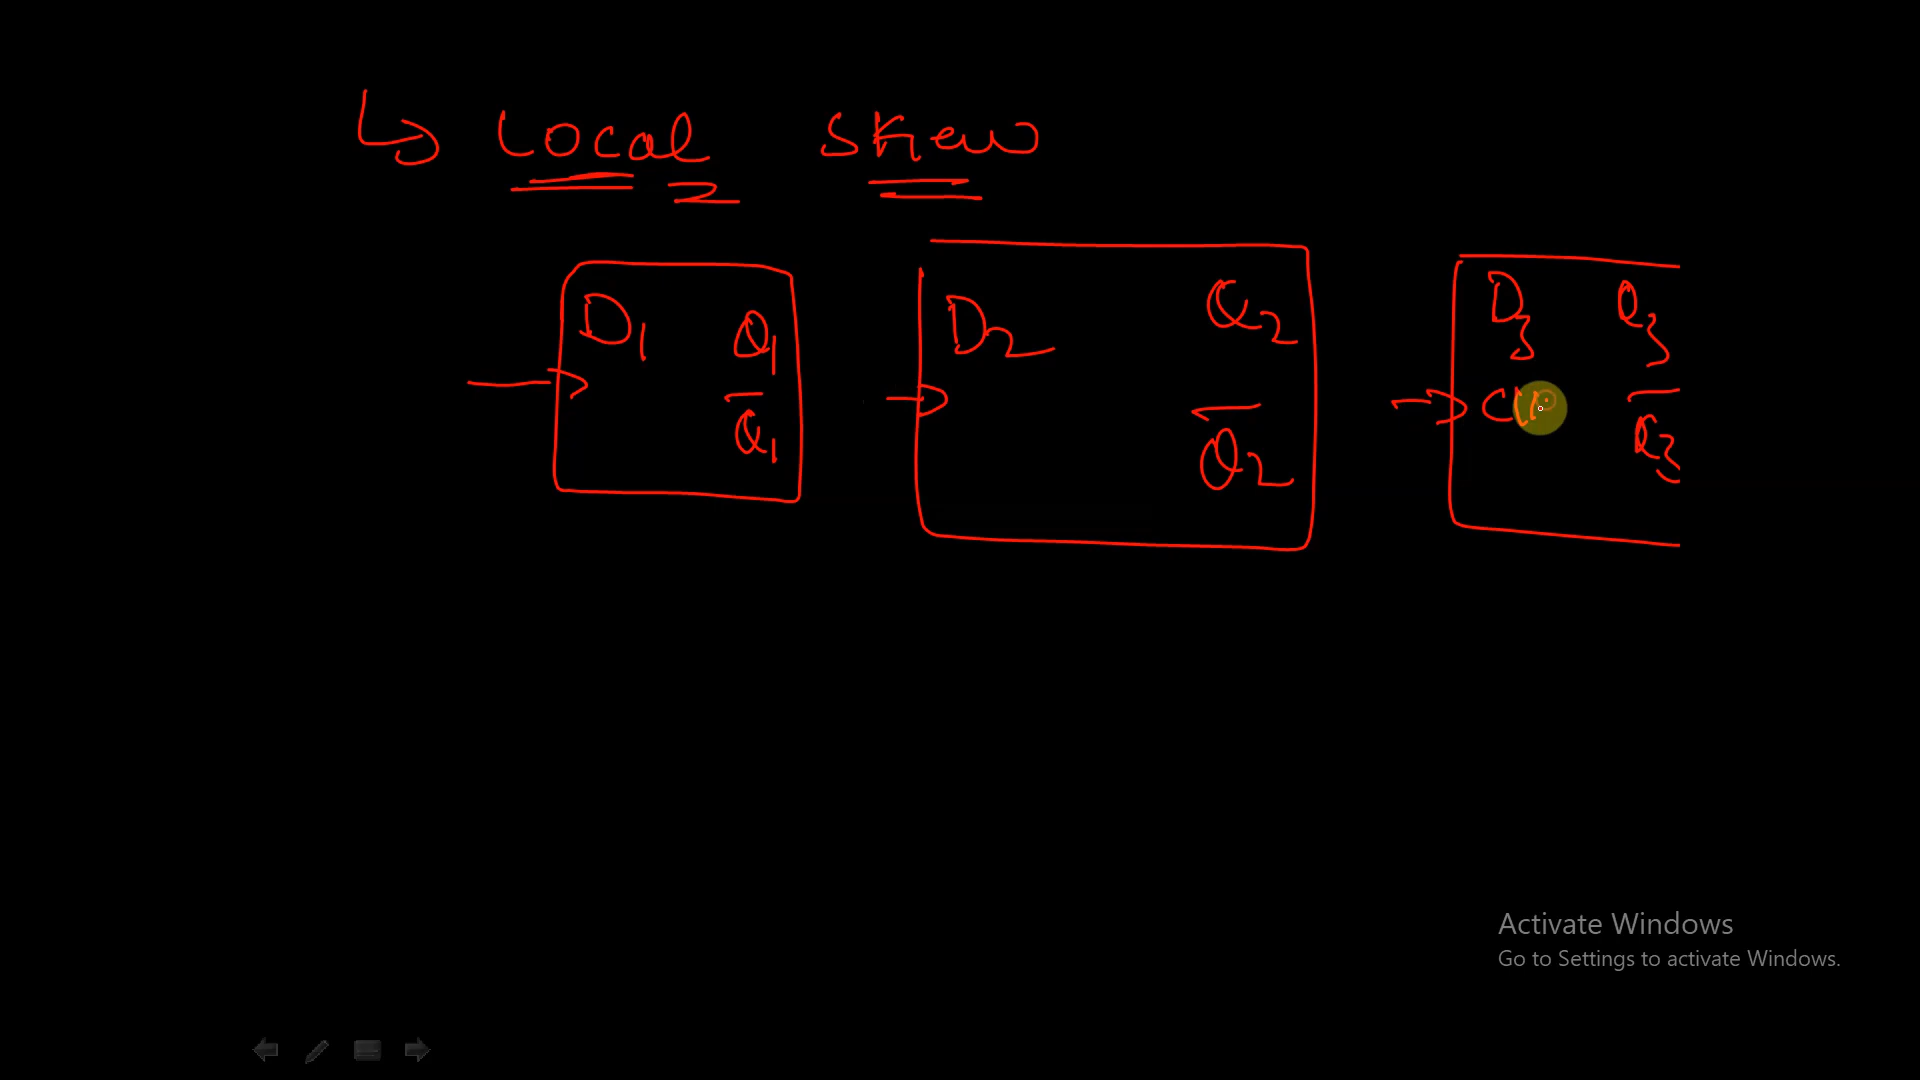 Local Skew
D1 Q1 D2 Q2 D3 Q3
Cl
Q̅1 Q̅2 Q̅3
Activate Windows
Go to Settings to activate Windows.